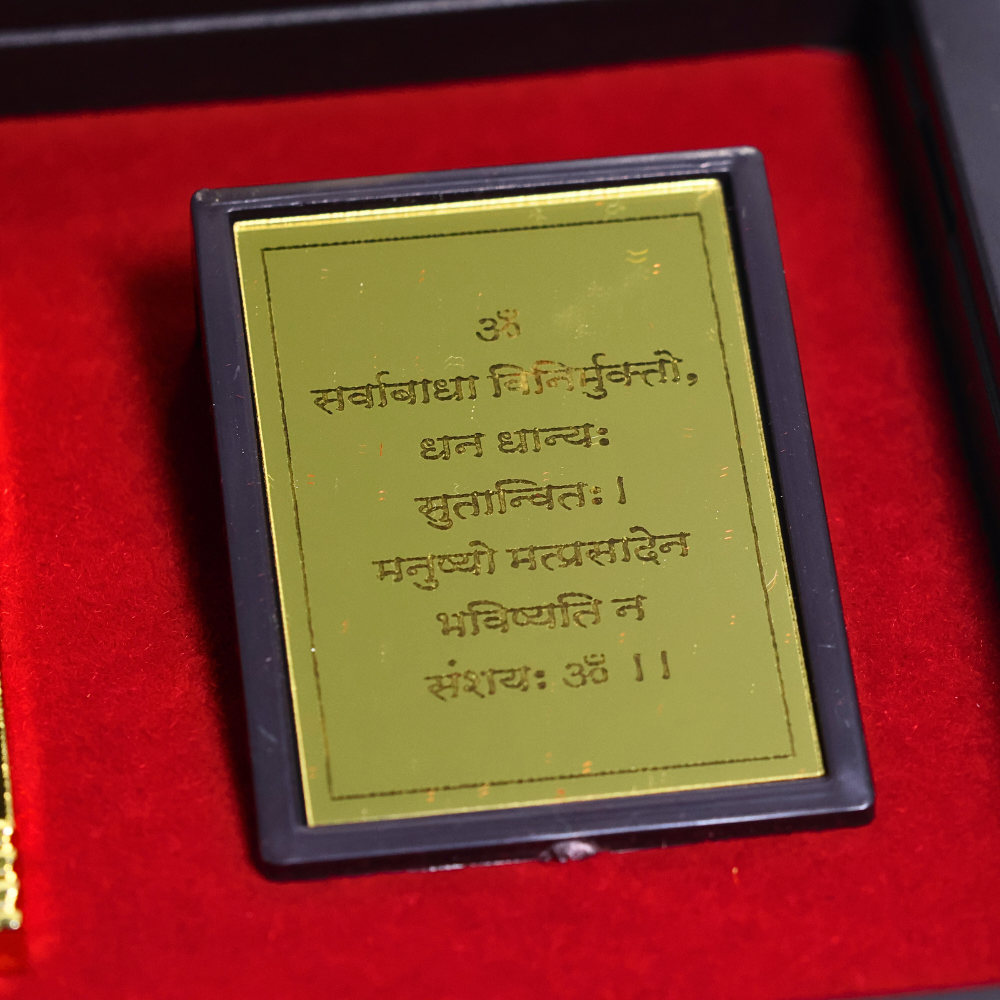 ॐ
सर्वाबाधा विनिर्मुक्तो,
धन धान्यः
सुतान्वितः।
मनुष्यो मत्प्रसादेन
भविष्यति न
संशयः ॐ ।।